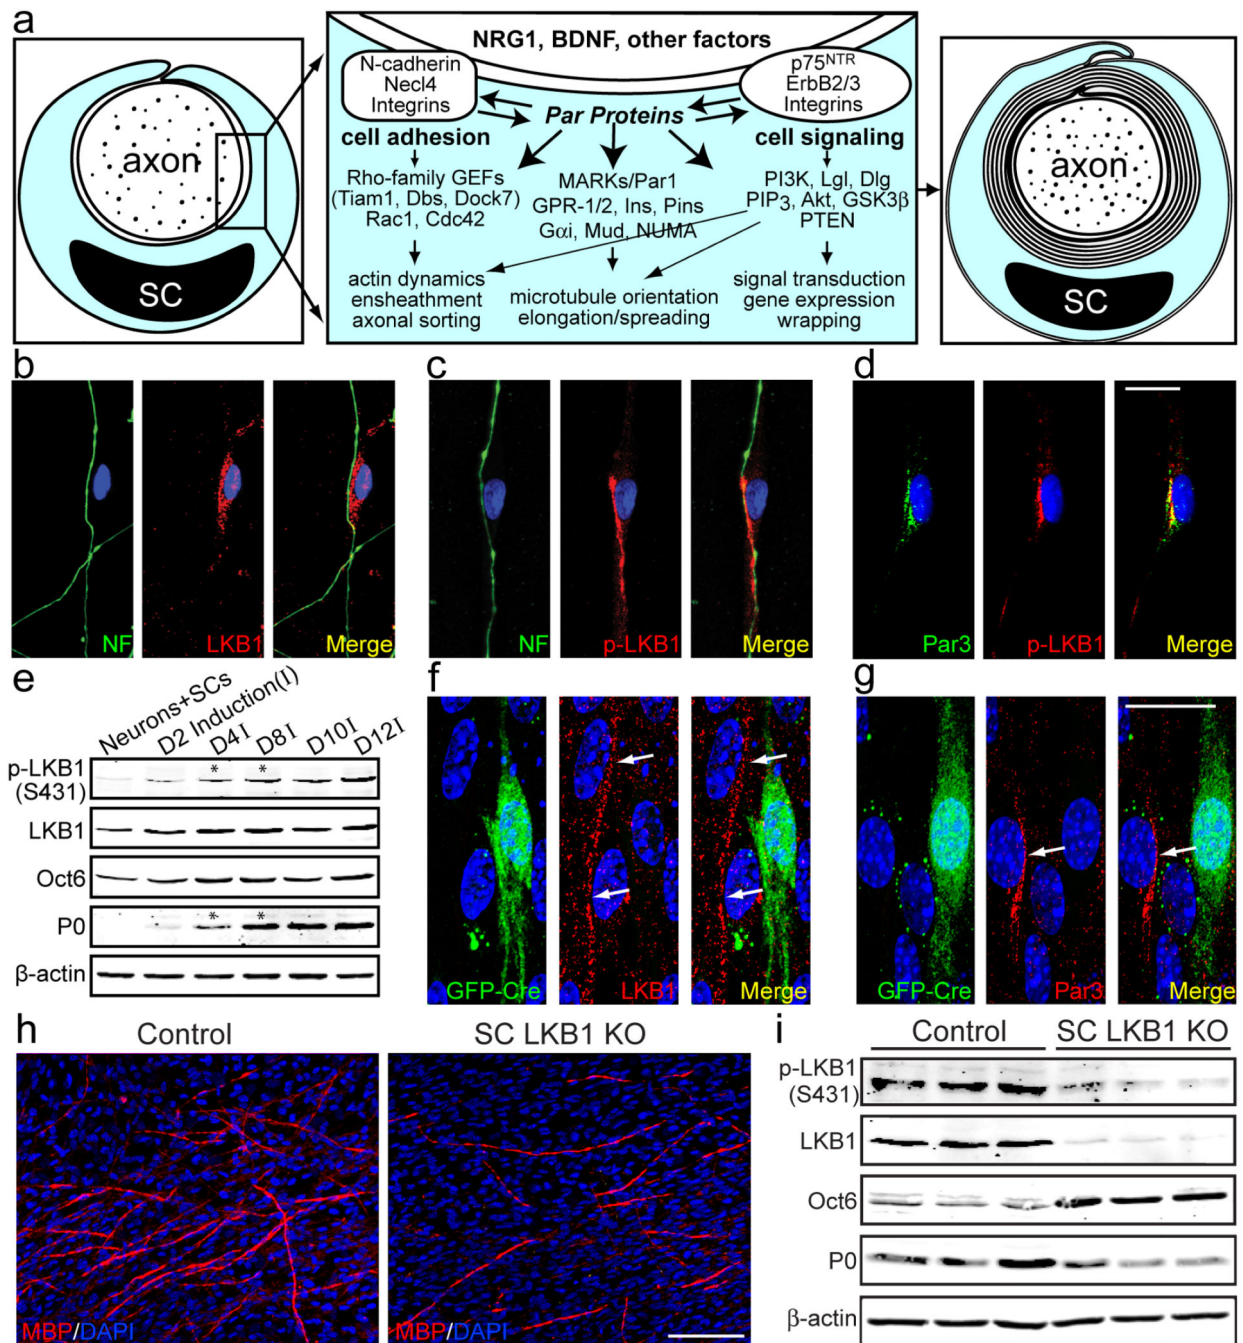 a
NRG1, BDNF, other factors
N-cadherin
Necl4
Integrins
p75NTR
ErbB2/3
Integrins
Par Proteins
cell adhesion
cell signaling
Rho-family GEFs
(Tiam1, Dbs, Dock7)
Rac1, Cdc42
MARKs/Par1
GPR-1/2, Ins, Pins
Gαi, Mud, NUMA
PI3K, Lgl, Dlg
PIP3, Akt, GSK3β
PTEN
actin dynamics
ensheathment
axonal sorting
microtubule orientation
elongation/spreading
signal transduction
gene expression
wrapping
axon
SC
axon
SC
b
NF
LKB1
Merge
c
NF
p-LKB1
Merge
d
Par3
p-LKB1
Merge
e
Neurons+SCs
D2 Induction(I)
D4I
D8I
D10I
D12I
p-LKB1
(S431)
* *
LKB1
Oct6
P0
* *
β-actin
f
GFP-Cre
LKB1
Merge
g
GFP-Cre
Par3
Merge
h
Control
SC LKB1 KO
MBP/DAPI
MBP/DAPI
i
Control
SC LKB1 KO
p-LKB1
(S431)
LKB1
Oct6
P0
β-actin